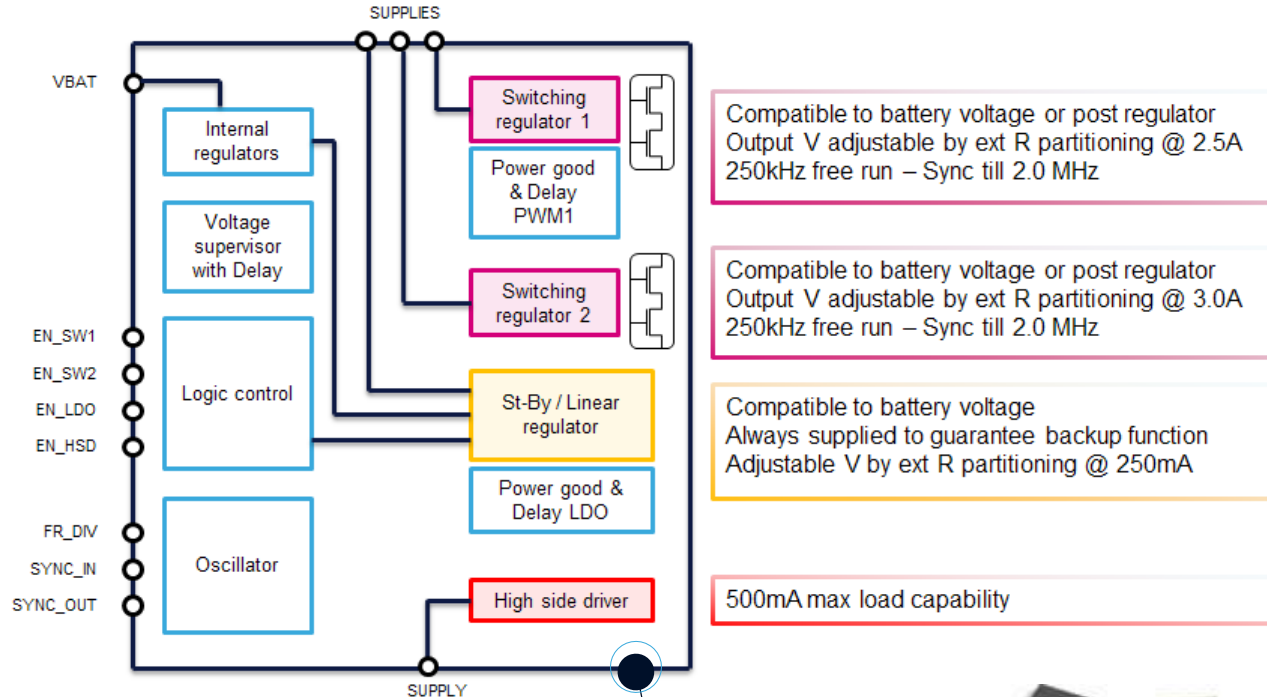 SUPPLIES
VBAT
Internal
regulators
Voltage
supervisor
with Delay
EN_SW1
EN_SW2
EN_LDO
EN_HSD
Logic control
FR_DIV
SYNC_IN
SYNC_OUT
Oscillator
Switching
regulator 1
Power good
& Delay
PWM1
Switching
regulator 2
St-By / Linear
regulator
Power good &
Delay LDO
High side driver
SUPPLY
Compatible to battery voltage or post regulator
Output V adjustable by ext R partitioning @ 2.5A
250kHz free run – Sync till 2.0 MHz
Compatible to battery voltage or post regulator
Output V adjustable by ext R partitioning @ 3.0A
250kHz free run – Sync till 2.0 MHz
Compatible to battery voltage
Always supplied to guarantee backup function
Adjustable V by ext R partitioning @ 250mA
500mA max load capability